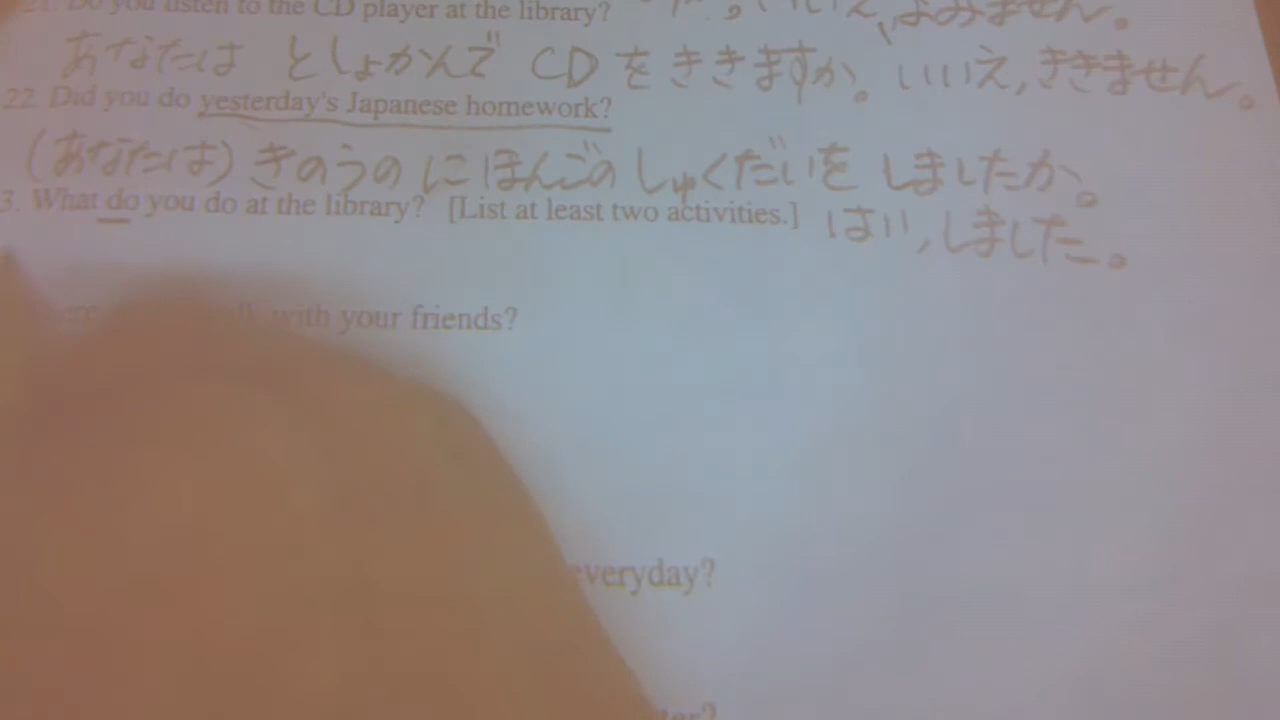 21. Do you listen to the CD player at the library? いいえ、よみません。
あなたは としょかんで CD を ききますか。 いいえ, ききません。
22. Did you do yesterday's Japanese homework?
(あなたは) きのうの にほんごの しゅくだいを しましたか。
3. What do you do at the library? [List at least two activities.] はい, しました。
with your friends?
everyday?